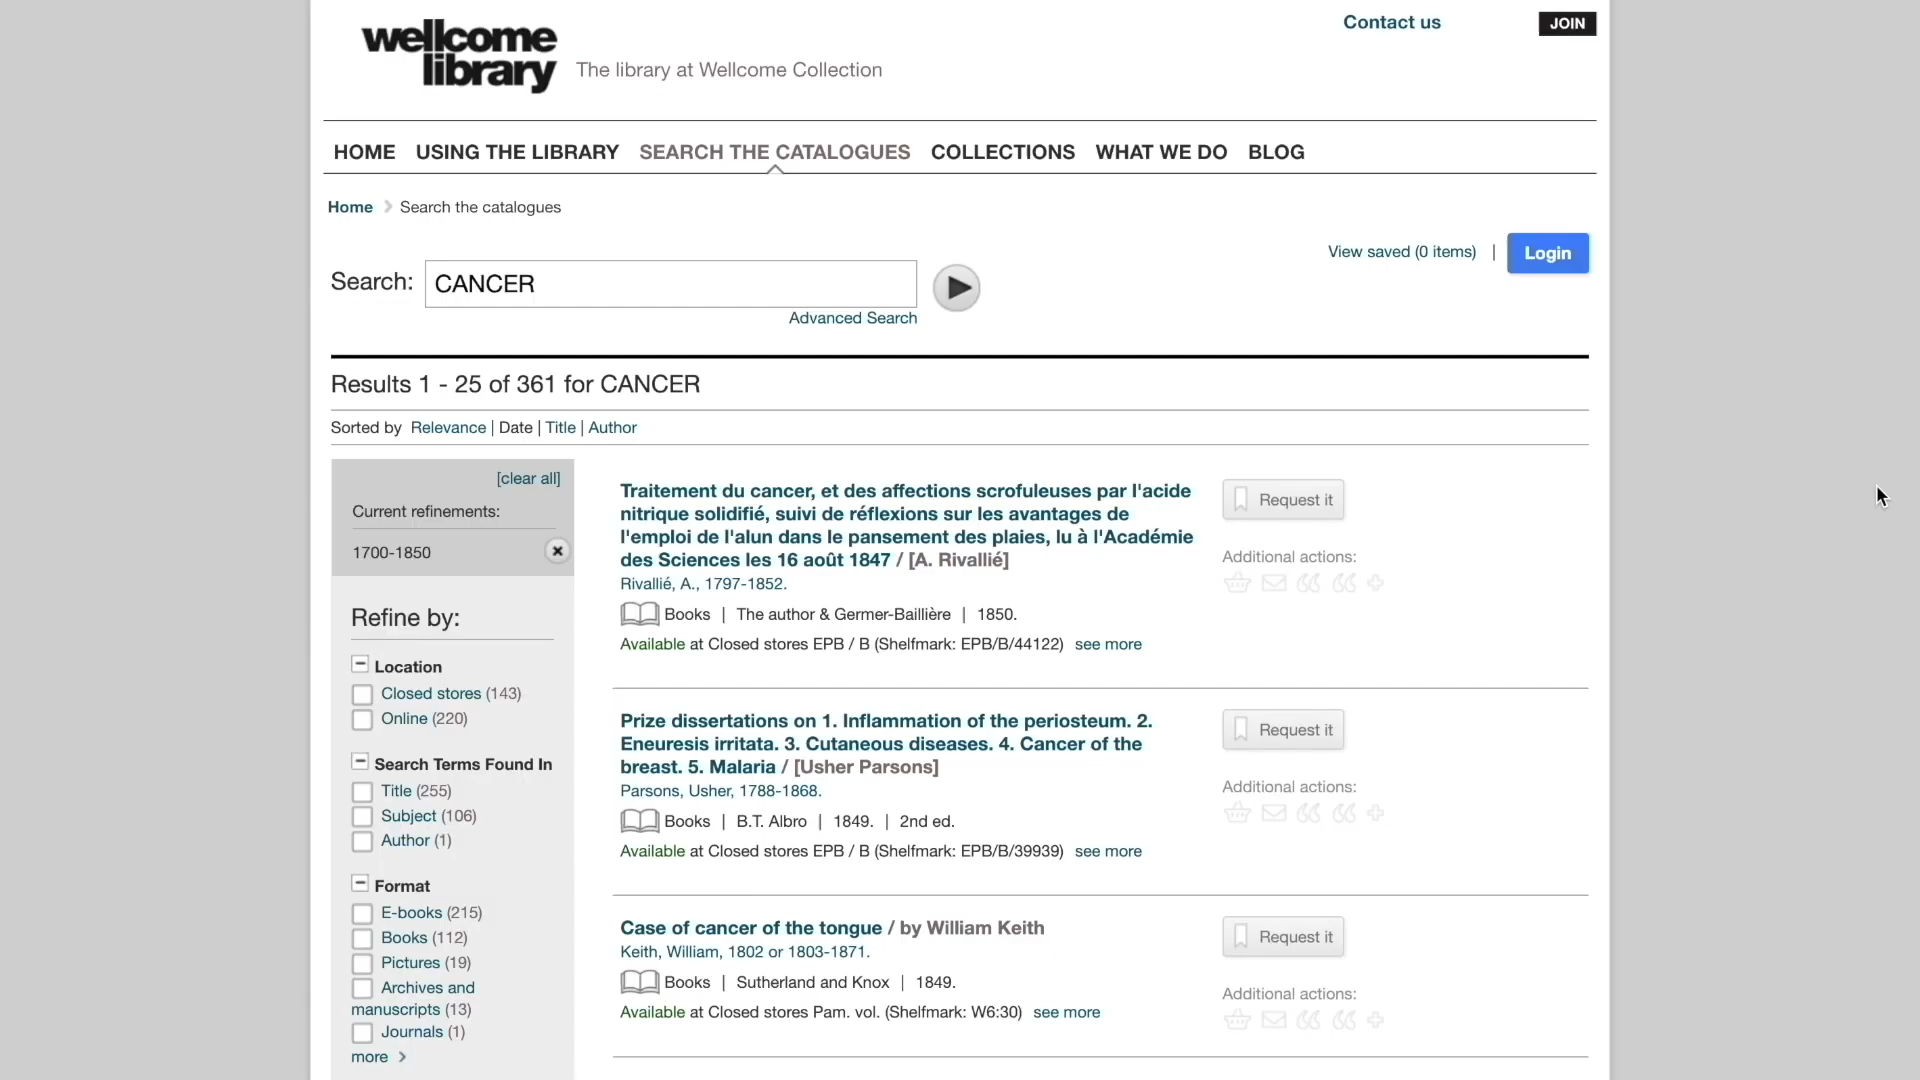 Contact us
JOIN
wellcome
library
The library at Wellcome Collection
HOME USING THE LIBRARY SEARCH THE CATALOGUES COLLECTIONS WHAT WE DO BLOG
Home Search the catalogues
View saved (0 items) | Login
Search: CANCER
Advanced Search
Results 1 - 25 of 361 for CANCER
Sorted by Relevance | Date | Title | Author
[clear all]
Current refinements:
1700-1850
Refine by:
Location
Closed stores (143)
Online (220)
Search Terms Found In
Title (255)
Subject (106)
Author (1)
Format
E-books (215)
Books (112)
Pictures (19)
Archives and
manuscripts (13)
Journals (1)
more
Traitement du cancer, et des affections scrofuleuses par l'acide
nitrique solidifié, suivi de réflexions sur les avantages de
l'emploi de l'alun dans le pansement des plaies, lu à l'Académie
des Sciences les 16 août 1847 / [A. Rivallié]
Rivallié, A., 1797-1852.
Books | The author & Germer-Baillière | 1850.
Available at Closed stores EPB / B (Shelfmark: EPB/B/44122) see more
Request it
Additional actions:
Prize dissertations on 1. Inflammation of the periosteum. 2.
Eneuresis irritata. 3. Cutaneous diseases. 4. Cancer of the
breast. 5. Malaria / [Usher Parsons]
Parsons, Usher, 1788-1868.
Books | B.T. Albro | 1849. | 2nd ed.
Available at Closed stores EPB / B (Shelfmark: EPB/B/39939) see more
Request it
Additional actions:
Case of cancer of the tongue / by William Keith
Keith, William, 1802 or 1803-1871.
Books | Sutherland and Knox | 1849.
Available at Closed stores Pam. vol. (Shelfmark: W6:30) see more
Request it
Additional actions: